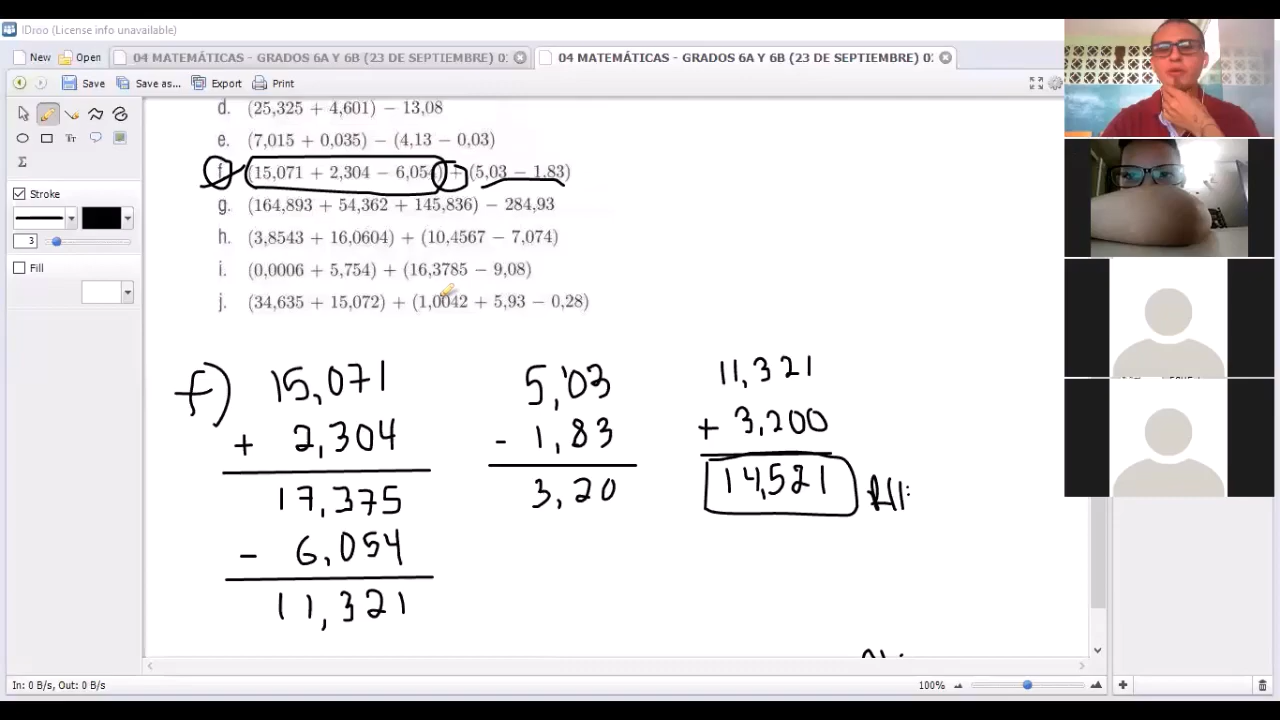 IDroo (License info unavailable)
New Open 04 MATEMÁTICAS - GRADOS 6A Y 6B (23 DE SEPTIEMBRE) 0: 04 MATEMÁTICAS - GRADOS 6A Y 6B (23 DE SEPTIEMBRE) 0:
Save Save as... Export Print
Stroke
3
Fill
d. (25,325 + 4,601) − 13,08
e. (7,015 + 0,035) − (4,13 − 0,03)
f. (15,071 + 2,304 − 6,054) + (5,03 − 1.83)
g. (164,893 + 54,362 + 145,836) − 284,93
h. (3,8543 + 16,0604) + (10,4567 − 7,074)
i. (0,0006 + 5,754) + (16,3785 − 9,08)
j. (34,635 + 15,072) + (1,0042 + 5,93 − 0,28)
f) 15,071
+ 2,304
17,375
- 6,054
11,321
5,'03
- 1,83
3,20
11,321
+ 3,200
14,521 R//:
In: 0 B/s, Out: 0 B/s
100%